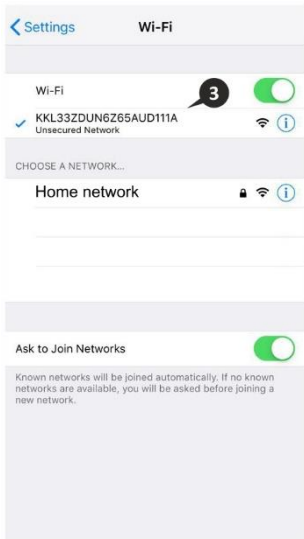 Settings Wi-Fi
Wi-Fi
3
KKL33ZDUN6Z65AUD111A
Unsecured Network
CHOOSE A NETWORK...
Home network
Ask to Join Networks
Known networks will be joined automatically. If no known
networks are available, you will be asked before joining a
new network.